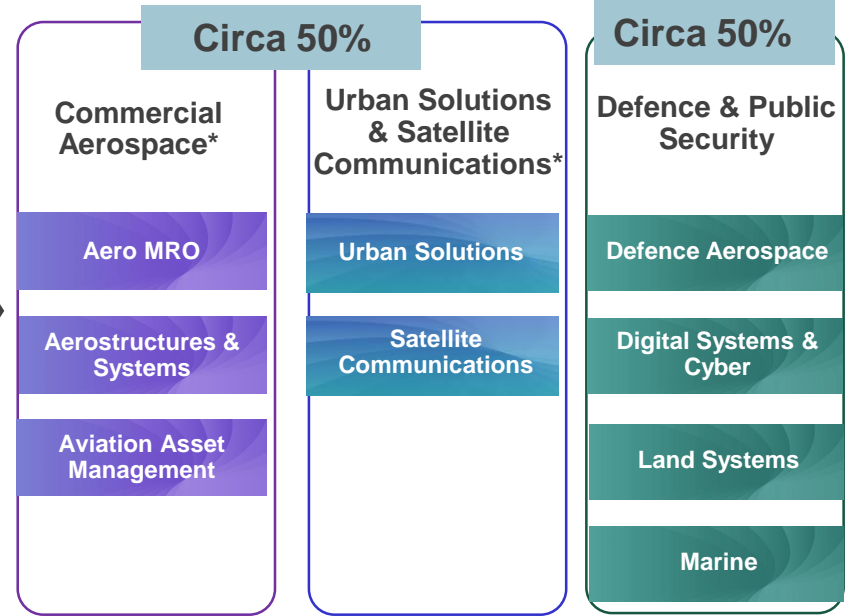 Circa 50%
Commercial
Aerospace*
Aero MRO
Aerostructures &
Systems
Aviation Asset
Management
Urban Solutions
& Satellite
Communications*
Urban Solutions
Satellite
Communications
Circa 50%
Defence & Public
Security
Defence Aerospace
Digital Systems &
Cyber
Land Systems
Marine